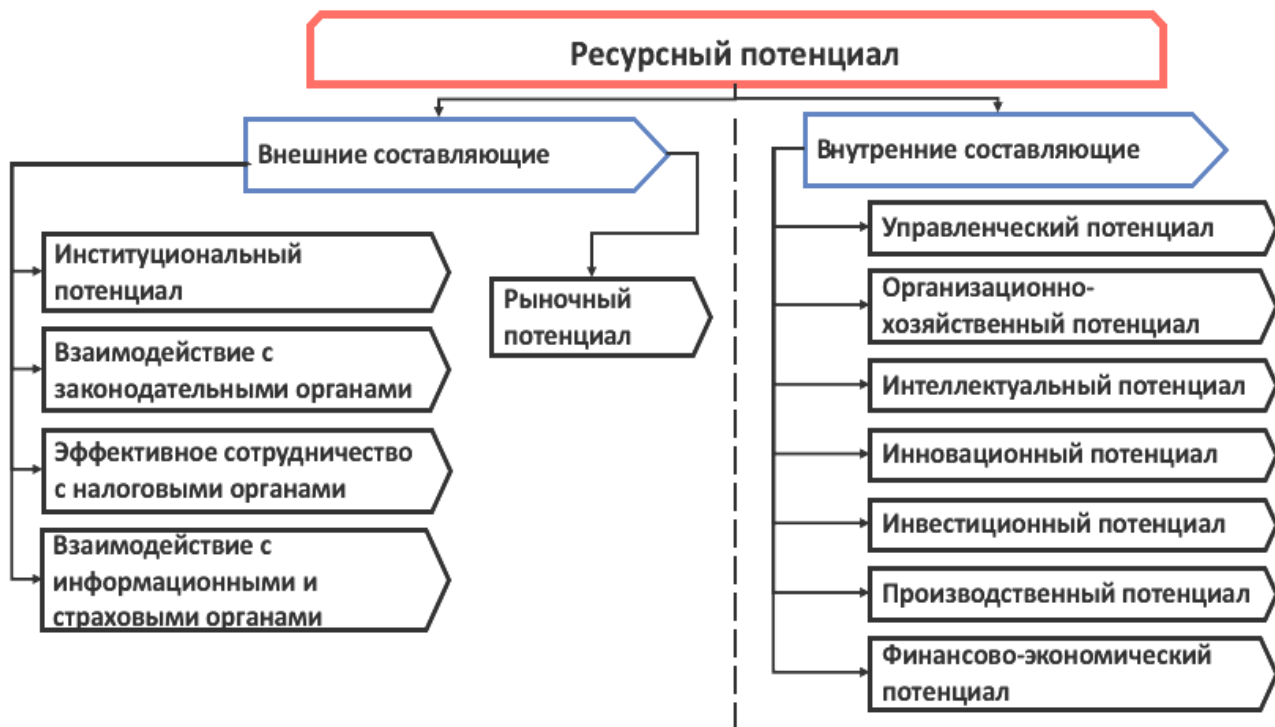 Ресурсный потенциал
Внешние составляющие
Институциональный
потенциал
Взаимодействие с
законодательными органами
Эффективное сотрудничество
с налоговыми органами
Взаимодействие с
информационными и
страховыми органами
Рыночный
потенциал
Внутренние составляющие
Управленческий потенциал
Организационно-
хозяйственный потенциал
Интеллектуальный потенциал
Инновационный потенциал
Инвестиционный потенциал
Производственный потенциал
Финансово-экономический
потенциал